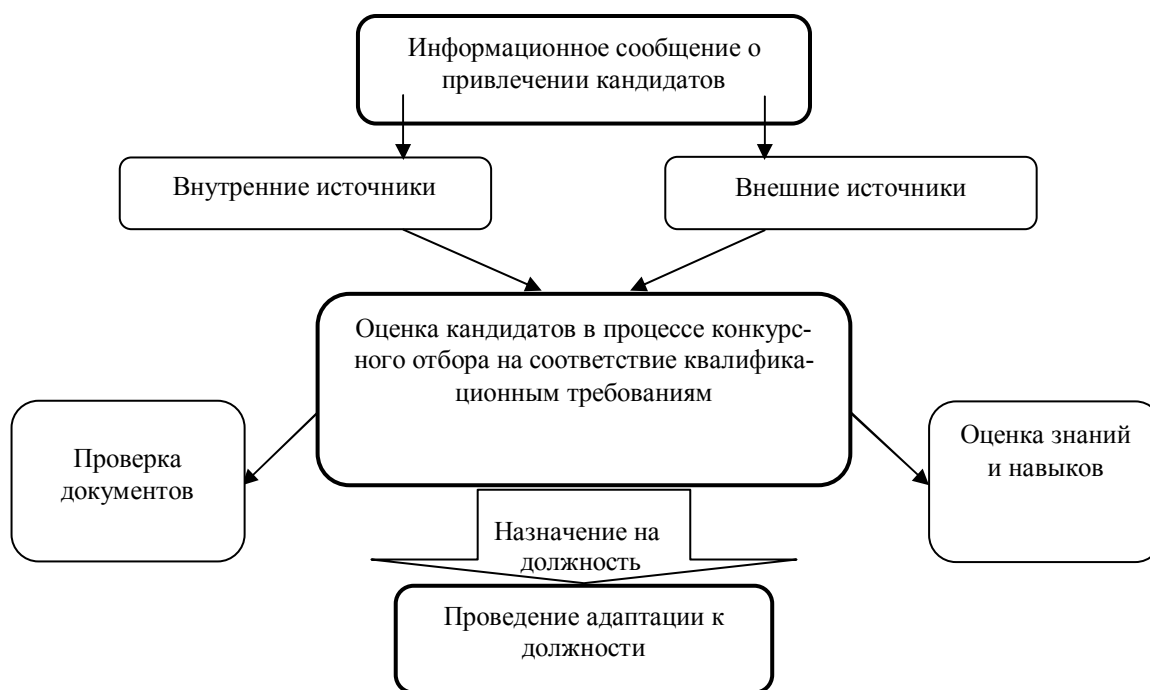 Информационное сообщение о
привлечении кандидатов
Внутренние источники
Внешние источники
Оценка кандидатов в процессе конкурс-
ного отбора на соответствие квалифика-
ционным требованиям
Проверка
документов
Оценка знаний
и навыков
Назначение на
должность
Проведение адаптации к
должности